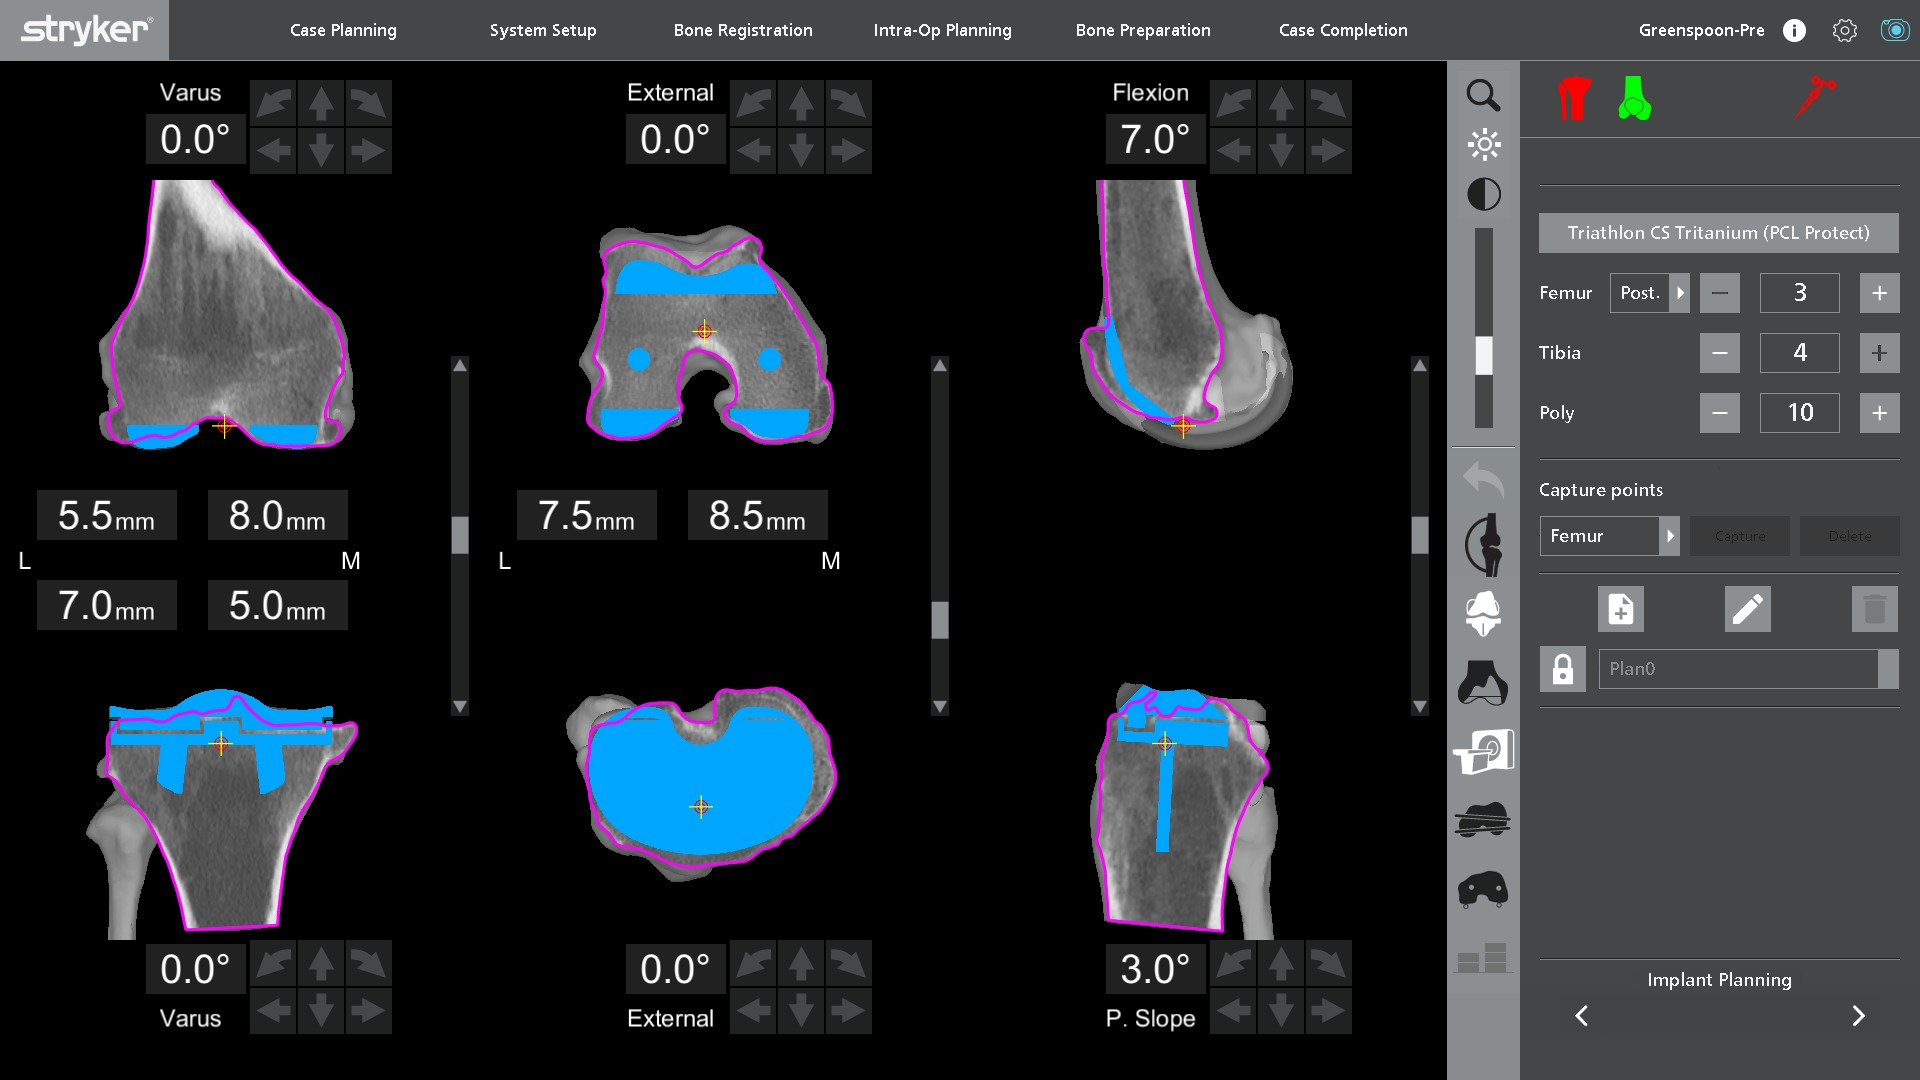 stryker®
Case Planning
System Setup
Bone Registration
Intra-Op Planning
Bone Preparation
Case Completion
Greenspoon-Pre
Varus
0.0°
External
0.0°
Flexion
7.0°
5.5mm
8.0mm
7.5mm
8.5mm
L
M
L
M
7.0mm
5.0mm
0.0°
Varus
0.0°
External
3.0°
P. Slope
Triathlon CS Tritanium (PCL Protect)
Femur
Post.
3
Tibia
4
Poly
10
Capture points
Femur
Capture
Delete
Plan0
Implant Planning